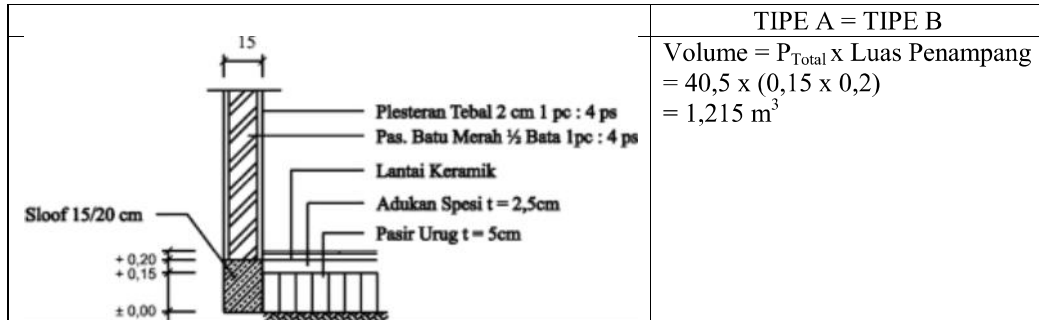 15
Plesteran Tebal 2 cm 1 pc : 4 ps
Pas. Batu Merah ½ Bata 1pc : 4 ps
Lantai Keramik
Adukan Spesi t = 2,5cm
Pasir Urug t = 5cm
Sloof 15/20 cm
+ 0,20
+ 0,15
± 0,00
TIPE A = TIPE B
Volume = P_Total x Luas Penampang
= 40,5 x (0,15 x 0,2)
= 1,215 m³